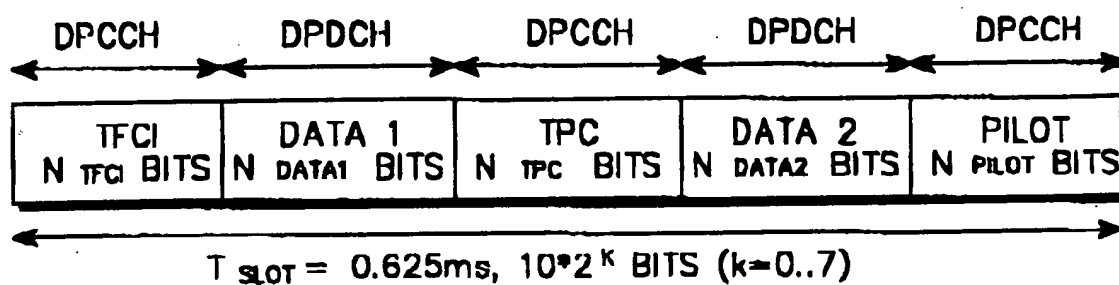 DPCCH DPDCH DPCCH DPDCH DPCCH
TFCI DATA 1 TPC DATA 2 PILOT
N TFCI BITS N DATA1 BITS N TPC BITS N DATA2 BITS N PILOT BITS
T SLOT = 0.625ms, 10*2^K BITS (k=0..7)